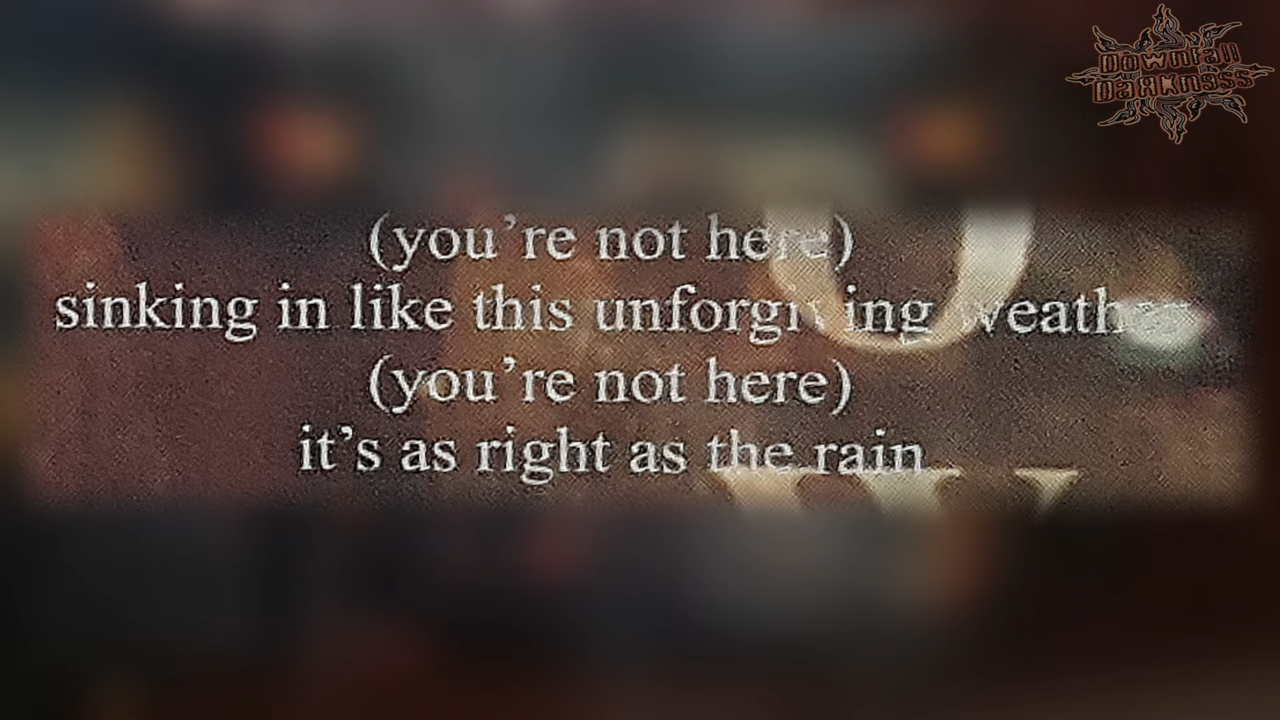 Downfall
Darkness
(you're not here)
sinking in like this unforgiving weather
(you're not here)
it's as right as the rain